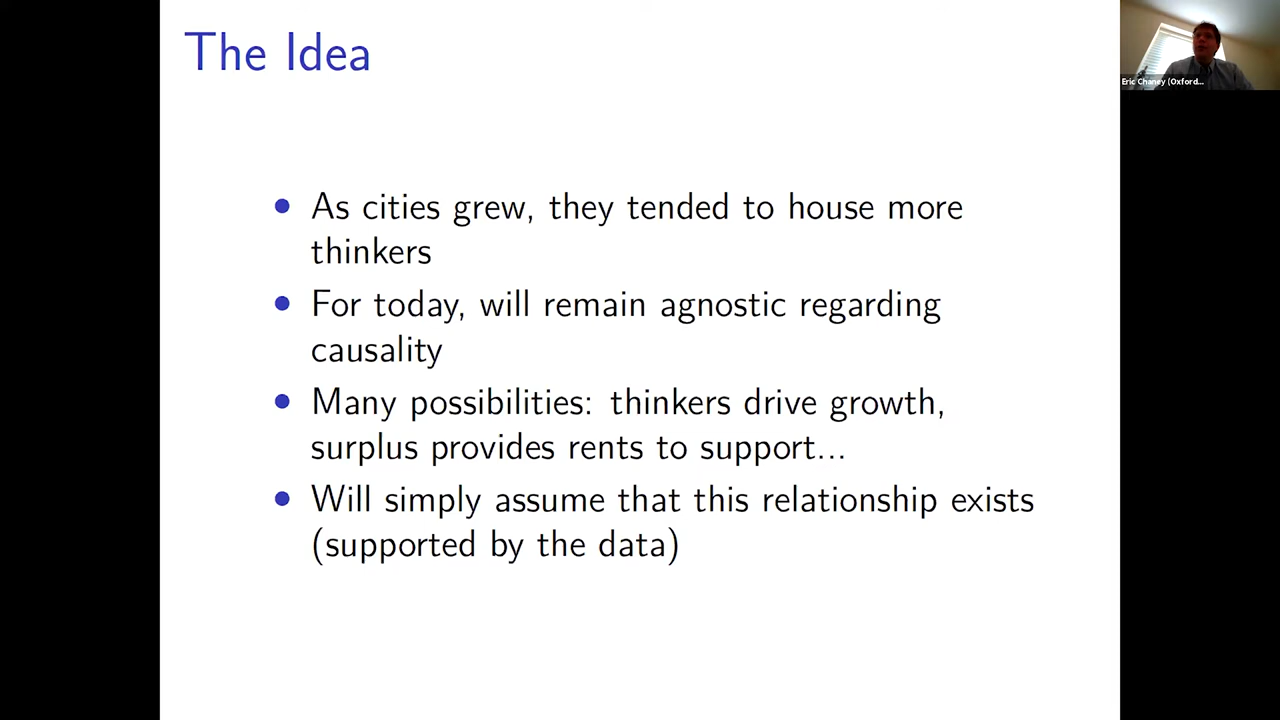 The Idea
Eric Chaney (Oxford...
• As cities grew, they tended to house more
thinkers
• For today, will remain agnostic regarding
causality
• Many possibilities: thinkers drive growth,
surplus provides rents to support...
• Will simply assume that this relationship exists
(supported by the data)